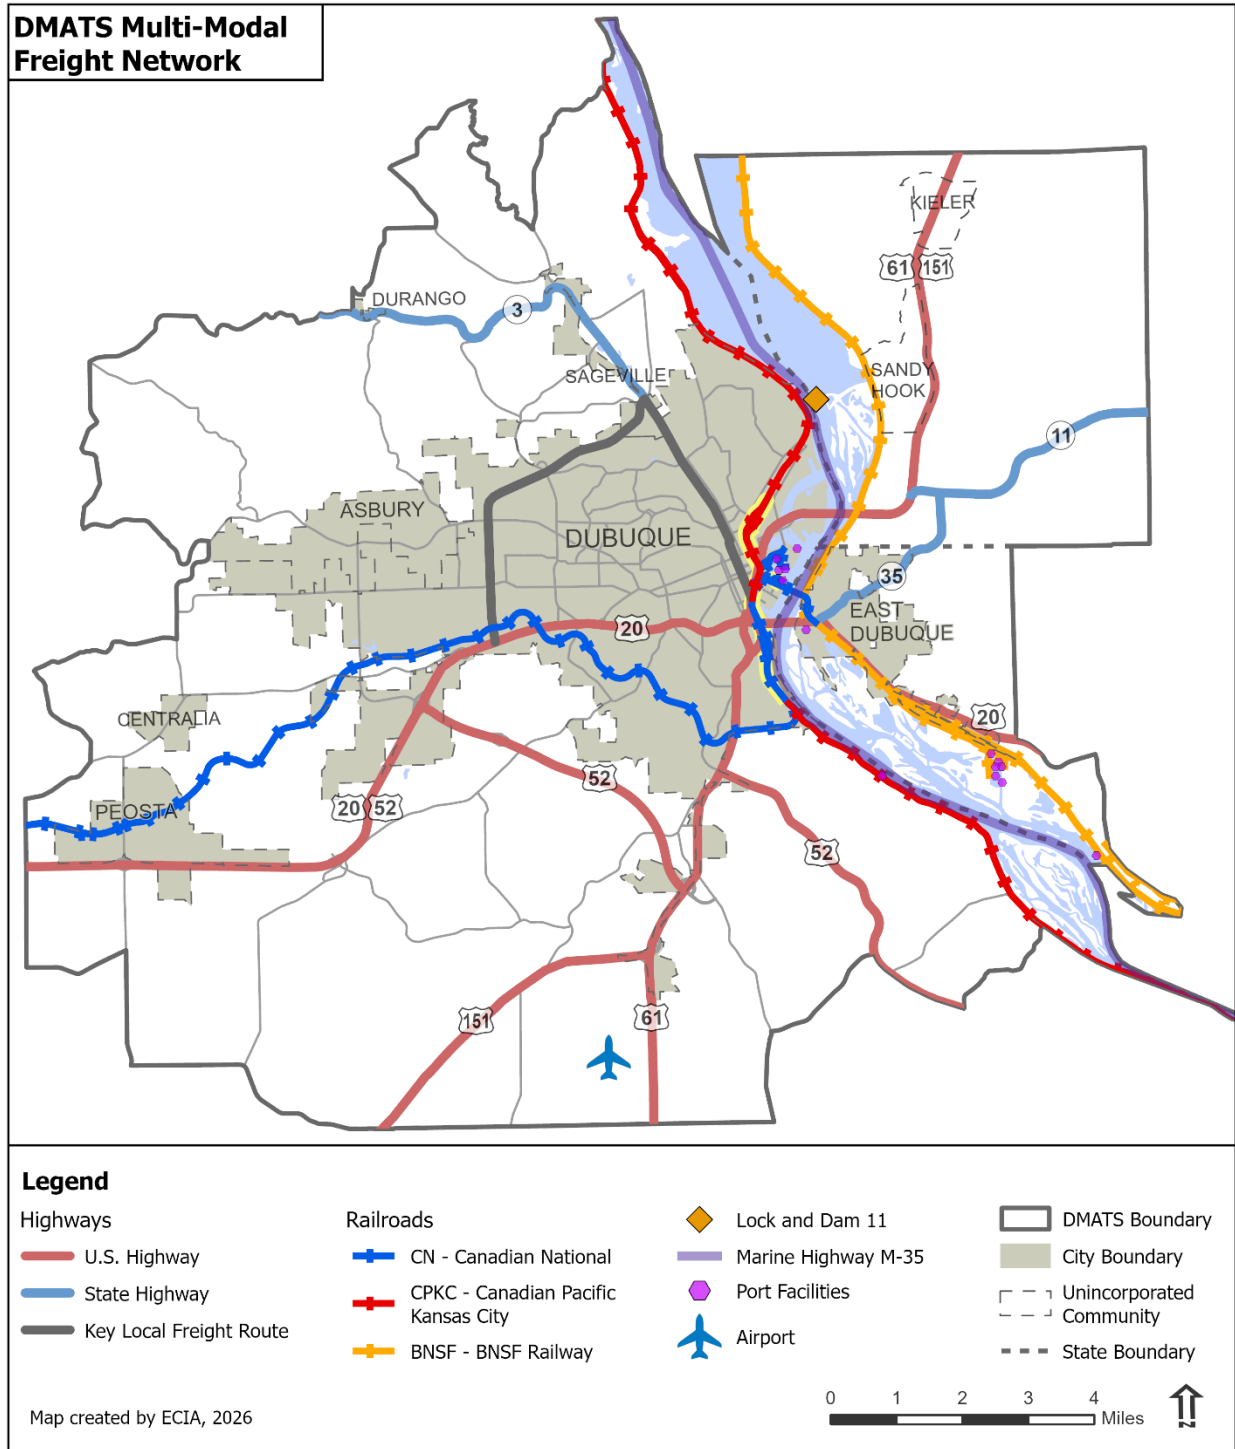 DMATS Multi-Modal
Freight Network
KIELER
61 151
DURANGO
3
SAGEVILLE
SANDY
HOOK
11
ASBURY
DUBUQUE
35
EAST
DUBUQUE
20
CENTRALIA
20
52
PEOSTA
20 52
52
151
61
Legend
Highways
U.S. Highway
State Highway
Key Local Freight Route
Railroads
CN - Canadian National
CPKC - Canadian Pacific
Kansas City
BNSF - BNSF Railway
Lock and Dam 11
Marine Highway M-35
Port Facilities
Airport
DMATS Boundary
City Boundary
Unincorporated
Community
State Boundary
Map created by ECIA, 2026
0 1 2 3 4
Miles
N